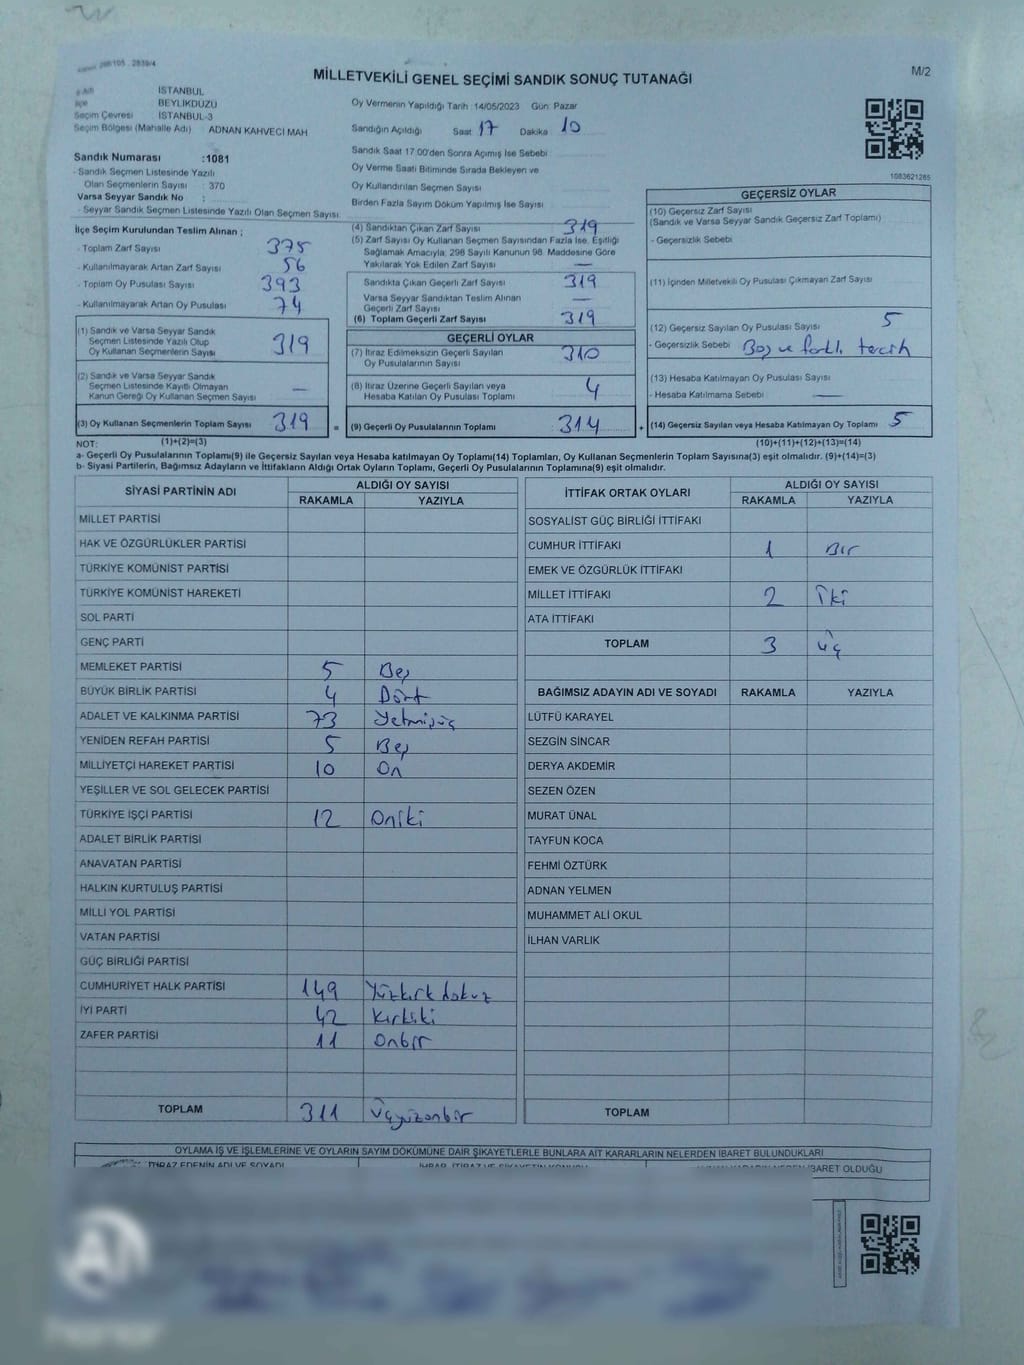 MİLLETVEKİLİ GENEL SEÇİMİ SANDIK SONUÇ TUTANAĞI
M/2
İSTANBUL
BEYLİKDÜZÜ
Seçim Çevresi İSTANBUL-3
Seçim Bölgesi (Mahalle Adı) ADNAN KAHVECİ MAH
Sandık Numarası :1081
- Sandık Seçmen Listesinde Yazılı
Olan Seçmenlerin Sayısı : 370
Varsa Seyyar Sandık No :
- Seyyar Sandık Seçmen Listesinde Yazılı Olan Seçmen Sayısı
Oy Vermenin Yapıldığı Tarih :14/05/2023 Gün: Pazar
Sandığın Açıldığı Saat 17 Dakika 10
Sandık Saat 17:00'den Sonra Açılmış İse Sebebi
Oy Verme Saati Bitiminde Sırada Bekleyen ve
Oy Kullandırılan Seçmen Sayısı
Birden Fazla Sayım Döküm Yapılmış İse Sayısı
1083621265
İlçe Seçim Kurulundan Teslim Alınan ;
- Toplam Zarf Sayısı 375
- Kullanılmayarak Artan Zarf Sayısı 56
- Toplam Oy Pusulası Sayısı 393
- Kullanılmayarak Artan Oy Pusulası 74
(1) Sandık ve Varsa Seyyar Sandık
Seçmen Listesinde Yazılı Olup
Oy Kullanan Seçmenlerin Sayısı 319
(2) Sandık ve Varsa Seyyar Sandık
Seçmen Listesinde Kayıtlı Olmayan
Kanun Gereği Oy Kullanan Seçmen Sayısı —
(3) Oy Kullanan Seçmenlerin Toplam Sayısı 319
(4) Sandıktan Çıkan Zarf Sayısı 319
(5) Zarf Sayısı Oy Kullanan Seçmen Sayısından Fazla İse, Eşitliği
Sağlamak Amacıyla; 298 Sayılı Kanunun 98. Maddesine Göre
Yakılarak Yok Edilen Zarf Sayısı —
Sandıkta Çıkan Geçerli Zarf Sayısı 319
Varsa Seyyar Sandıktan Teslim Alınan
Geçerli Zarf Sayısı —
(6) Toplam Geçerli Zarf Sayısı 319
GEÇERLİ OYLAR
(7) İtiraz Edilmeksizin Geçerli Sayılan
Oy Pusulalarının Sayısı 310
(8) İtiraz Üzerine Geçerli Sayılan veya
Hesaba Katılan Oy Pusulası Toplamı 4
= (9) Geçerli Oy Pusulalarının Toplamı 314 +
GEÇERSİZ OYLAR
(10) Geçersiz Zarf Sayısı
(Sandık ve Varsa Seyyar Sandık Geçersiz Zarf Toplamı)
- Geçersizlik Sebebi
(11) İçinden Milletvekili Oy Pusulası Çıkmayan Zarf Sayısı
(12) Geçersiz Sayılan Oy Pusulası Sayısı 5
- Geçersizlik Sebebi Boş ve farklı tercih
(13) Hesaba Katılmayan Oy Pusulası Sayısı
- Hesaba Katılmama Sebebi —
(14) Geçersiz Sayılan veya Hesaba Katılmayan Oy Toplamı 5
NOT: (1)+(2)=(3) (10)+(11)+(12)+(13)=(14)
a- Geçerli Oy Pusulalarının Toplamı(9) ile Geçersiz Sayılan veya Hesaba katılmayan Oy Toplamı(14) Toplamları, Oy Kullanan Seçmenlerin Toplam Sayısına(3) eşit olmalıdır. (9)+(14)=(3)
b- Siyasi Partilerin, Bağımsız Adayların ve İttifakların Aldığı Ortak Oyların Toplamı, Geçerli Oy Pusulalarının Toplamına(9) eşit olmalıdır.
SİYASİ PARTİNİN ADI ALDIĞI OY SAYISI
RAKAMLA YAZIYLA
MİLLET PARTİSİ
HAK VE ÖZGÜRLÜKLER PARTİSİ
TÜRKİYE KOMÜNİST PARTİSİ
TÜRKİYE KOMÜNİST HAREKETİ
SOL PARTİ
GENÇ PARTİ
MEMLEKET PARTİSİ 5 Beş
BÜYÜK BİRLİK PARTİSİ 4 Dört
ADALET VE KALKINMA PARTİSİ 73 Yetmişüç
YENİDEN REFAH PARTİSİ 5 Beş
MİLLİYETÇİ HAREKET PARTİSİ 10 On
YEŞİLLER VE SOL GELECEK PARTİSİ
TÜRKİYE İŞÇİ PARTİSİ 12 Oniki
ADALET BİRLİK PARTİSİ
ANAVATAN PARTİSİ
HALKIN KURTULUŞ PARTİSİ
MİLLİ YOL PARTİSİ
VATAN PARTİSİ
GÜÇ BİRLİĞİ PARTİSİ
CUMHURİYET HALK PARTİSİ 149 Yüzkırk dokuz
İYİ PARTİ 42 Kırkiki
ZAFER PARTİSİ 11 Onbir
TOPLAM 311 Üçyüzonbir
İTTİFAK ORTAK OYLARI ALDIĞI OY SAYISI
RAKAMLA YAZIYLA
SOSYALİST GÜÇ BİRLİĞİ İTTİFAKI
CUMHUR İTTİFAKI 1 Bir
EMEK VE ÖZGÜRLÜK İTTİFAKI
MİLLET İTTİFAKI 2 İki
ATA İTTİFAKI
TOPLAM 3 üç
BAĞIMSIZ ADAYIN ADI VE SOYADI RAKAMLA YAZIYLA
LÜTFÜ KARAYEL
SEZGİN SİNCAR
DERYA AKDEMİR
SEZEN ÖZEN
MURAT ÜNAL
TAYFUN KOCA
FEHMİ ÖZTÜRK
ADNAN YELMEN
MUHAMMET ALİ OKUL
İLHAN VARLIK
TOPLAM
OYLAMA İŞ VE İŞLEMLERİNE VE OYLARIN SAYIM DÖKÜMÜNE DAİR ŞİKAYETLERLE BUNLARA AİT KARARLARIN NELERDEN İBARET BULUNDUKLARI
İTİRAZ EDENİN ADI VE SOYADI
İBARET OLDUĞU